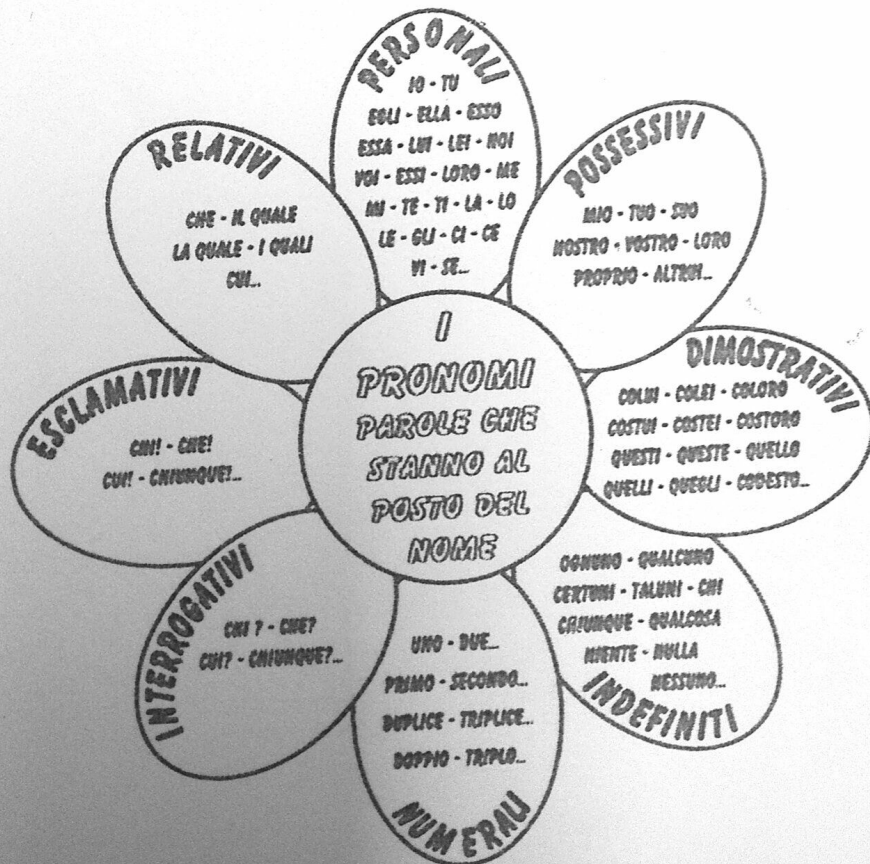 I
PRONOMI
PAROLE CHE
STANNO AL
POSTO DEL
NOME
PERSONALI
IO - TU
EGLI - ELLA - ESSO
ESSA - LUI - LEI - NOI
VOI - ESSI - LORO - ME
MI - TE - TI - LA - LO
LE - GLI - CI - CE
VI - SE...
POSSESSIVI
MIO - TUO - SUO
NOSTRO - VOSTRO - LORO
PROPRIO - ALTRUI...
DIMOSTRATIVI
COLUI - COLEI - COLORO
COSTUI - COSTEI - COSTORO
QUESTI - QUESTE - QUELLO
QUELLI - QUEGLI - CODESTO...
OGNUNO - QUALCUNO
CERTUNI - TALUNI - CHI
CHIUNQUE - QUALCOSA
NIENTE - NULLA
NESSUNO...
INDEFINITI
UNO - DUE...
PRIMO - SECONDO...
DUPLICE - TRIPLICE...
DOPPIO - TRIPLO...
NUMERALI
INTERROGATIVI
CHI ? - CHE?
CUI? - CHIUNQUE?...
ESCLAMATIVI
CHI! - CHE!
CUI! - CHIUNQUE!...
RELATIVI
CHE - IL QUALE
LA QUALE - I QUALI
CUI...